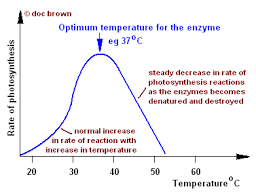 © doc brown
Optimum temperature for the enzyme
eg 37°C
steady decrease in rate of
photosynthesis reactions
as the enzymes becomes
denatured and destroyed
normal increase
in rate of reaction with
increase in temperature
Rate of photosynthesis
20 30 40 50 60
Temperature°C